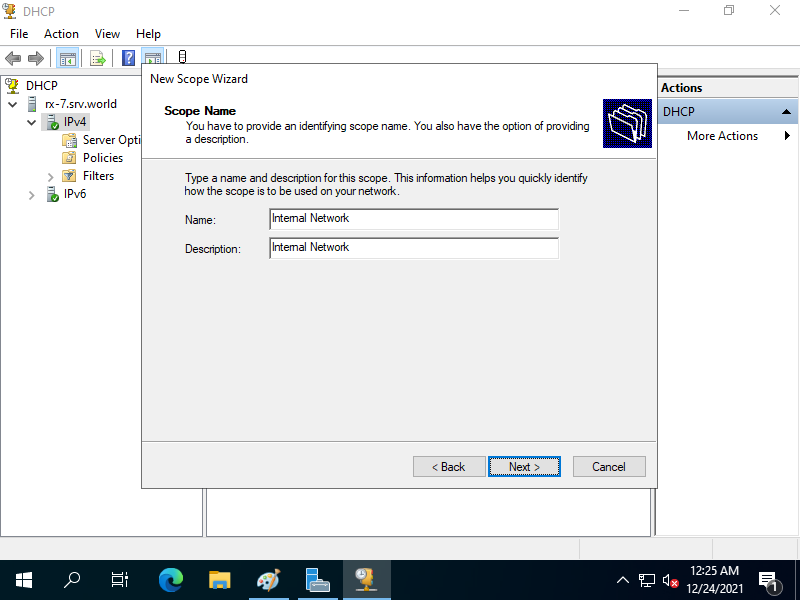 DHCP
File Action View Help
DHCP
rx-7.srv.world
IPv4
Server Opti
Policies
Filters
IPv6
New Scope Wizard
Scope Name
You have to provide an identifying scope name. You also have the option of providing
a description.
Type a name and description for this scope. This information helps you quickly identify
how the scope is to be used on your network.
Name: Internal Network
Description: Internal Network
< Back Next > Cancel
Actions
DHCP
More Actions
12:25 AM
12/24/2021
1